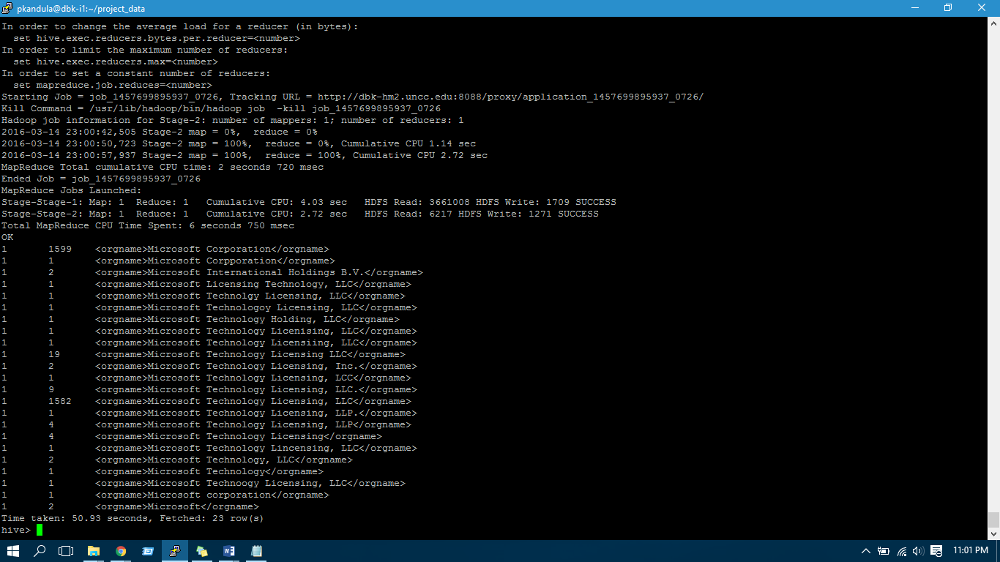 pkandula@dbk-i1:~/project_data
In order to change the average load for a reducer (in bytes):
  set hive.exec.reducers.bytes.per.reducer=<number>
In order to limit the maximum number of reducers:
  set hive.exec.reducers.max=<number>
In order to set a constant number of reducers:
  set mapreduce.job.reduces=<number>
Starting Job = job_1457699895937_0726, Tracking URL = http://dbk-hm2.uncc.edu:8088/proxy/application_1457699895937_0726/
Kill Command = /usr/lib/hadoop/bin/hadoop job  -kill job_1457699895937_0726
Hadoop job information for Stage-2: number of mappers: 1; number of reducers: 1
2016-03-14 23:00:42,505 Stage-2 map = 0%,  reduce = 0%
2016-03-14 23:00:50,723 Stage-2 map = 100%,  reduce = 0%, Cumulative CPU 1.14 sec
2016-03-14 23:00:57,937 Stage-2 map = 100%,  reduce = 100%, Cumulative CPU 2.72 sec
MapReduce Total cumulative CPU time: 2 seconds 720 msec
Ended Job = job_1457699895937_0726
MapReduce Jobs Launched:
Stage-Stage-1: Map: 1  Reduce: 1   Cumulative CPU: 4.03 sec   HDFS Read: 3661008 HDFS Write: 1709 SUCCESS
Stage-Stage-2: Map: 1  Reduce: 1   Cumulative CPU: 2.72 sec   HDFS Read: 6217 HDFS Write: 1271 SUCCESS
Total MapReduce CPU Time Spent: 6 seconds 750 msec
OK
1       1599    <orgname>Microsoft Corporation</orgname>
1       1       <orgname>Microsoft Corpporation</orgname>
1       2       <orgname>Microsoft International Holdings B.V.</orgname>
1       1       <orgname>Microsoft Licensing Technology, LLC</orgname>
1       1       <orgname>Microsoft Technolgy Licensing, LLC</orgname>
1       1       <orgname>Microsoft Technologoy Licensing, LLC</orgname>
1       1       <orgname>Microsoft Technology Holding, LLC</orgname>
1       1       <orgname>Microsoft Technology Licenising, LLC</orgname>
1       1       <orgname>Microsoft Technology Licensiing, LLC</orgname>
1       19      <orgname>Microsoft Technology Licensing LLC</orgname>
1       2       <orgname>Microsoft Technology Licensing, Inc.</orgname>
1       1       <orgname>Microsoft Technology Licensing, LCC</orgname>
1       9       <orgname>Microsoft Technology Licensing, LLC.</orgname>
1       1582    <orgname>Microsoft Technology Licensing, LLC</orgname>
1       1       <orgname>Microsoft Technology Licensing, LLP.</orgname>
1       4       <orgname>Microsoft Technology Licensing, LLP</orgname>
1       4       <orgname>Microsoft Technology Licensing</orgname>
1       1       <orgname>Microsoft Technology Lincensing, LLC</orgname>
1       2       <orgname>Microsoft Technology, LLC</orgname>
1       1       <orgname>Microsoft Technology</orgname>
1       1       <orgname>Microsoft Technoogy Licensing, LLC</orgname>
1       1       <orgname>Microsoft corporation</orgname>
1       2       <orgname>Microsoft</orgname>
Time taken: 50.93 seconds, Fetched: 23 row(s)
hive>
11:01 PM